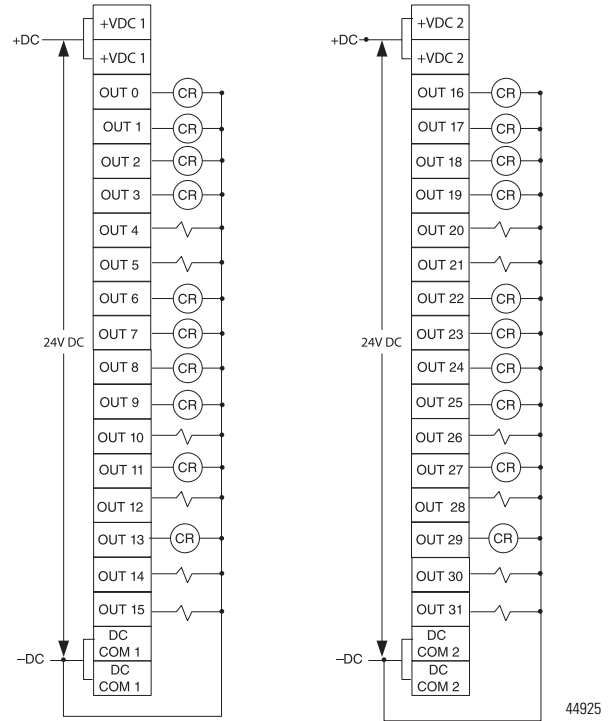 +VDC 1
+DC
+VDC 1
OUT 0 CR
OUT 1 CR
OUT 2 CR
OUT 3 CR
OUT 4
OUT 5
OUT 6 CR
OUT 7 CR
24V DC
OUT 8 CR
OUT 9 CR
OUT 10
OUT 11 CR
OUT 12
OUT 13 CR
OUT 14
OUT 15
DC
COM 1
–DC
DC
COM 1
+VDC 2
+DC
+VDC 2
OUT 16 CR
OUT 17 CR
OUT 18 CR
OUT 19 CR
OUT 20
OUT 21
OUT 22 CR
OUT 23 CR
24V DC
OUT 24 CR
OUT 25 CR
OUT 26
OUT 27 CR
OUT 28
OUT 29 CR
OUT 30
OUT 31
DC
COM 2
–DC
DC
COM 2
44925